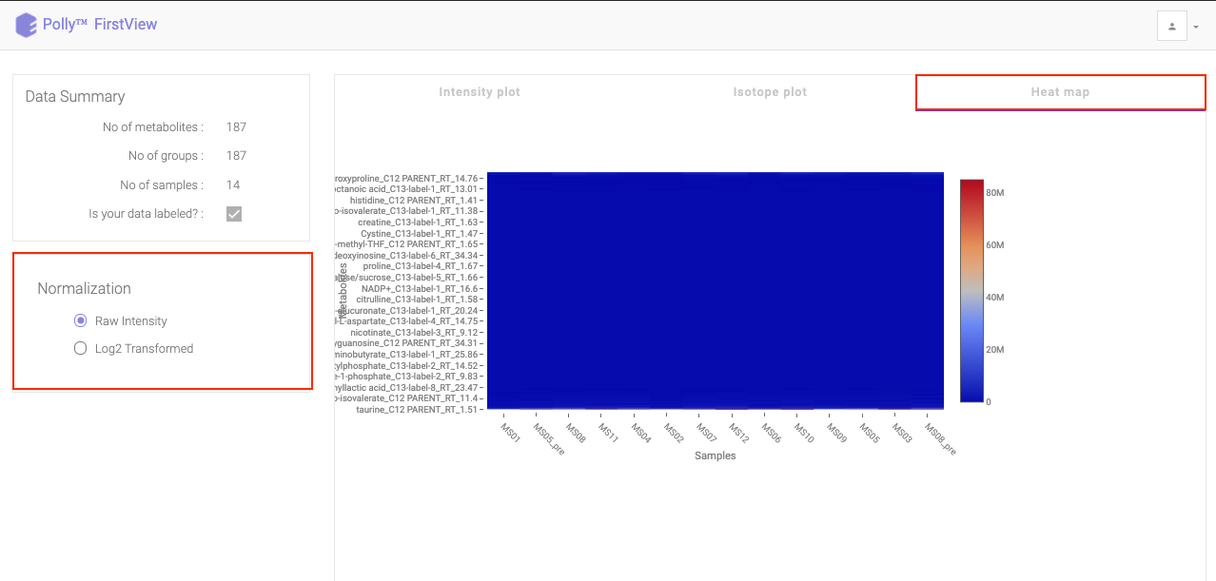 Polly™ FirstView
Data Summary
No of metabolites : 187
No of groups : 187
No of samples : 14
Is your data labeled? :
Normalization
Raw Intensity
Log2 Transformed
Intensity plot
Isotope plot
Heat map
Metabolites
roxyproline_C12 PARENT_RT_14.76
octanoic acid_C13-label-1_RT_13.01
histidine_C12 PARENT_RT_1.41
o-isovalerate_C13-label-1_RT_11.38
creatine_C13-label-1_RT_1.63
Cystine_C13-label-1_RT_1.47
-methyl-THF_C12 PARENT_RT_1.65
deoxyinosine_C13-label-6_RT_34.34
proline_C13-label-4_RT_1.67
/sucrose_C13-label-5_RT_1.66
NADP+_C13-label-1_RT_16.6
citrulline_C13-label-1_RT_1.58
-glucuronate_C13-label-1_RT_20.24
l-L-aspartate_C13-label-4_RT_14.75
nicotinate_C13-label-3_RT_9.12
yguanosine_C12 PARENT_RT_34.31
minobutyrate_C13-label-1_RT_25.86
ylphosphate_C13-label-2_RT_14.52
e-1-phosphate_C13-label-2_RT_9.83
nyllactic acid_C13-label-8_RT_23.47
o-isovalerate_C12 PARENT_RT_11.4
taurine_C12 PARENT_RT_1.51
MS01
MS05_pre
MS08
MS11
MS04
MS02
MS07
MS12
MS06
MS10
MS09
MS05
MS03
MS08_pre
Samples
80M
60M
40M
20M
0